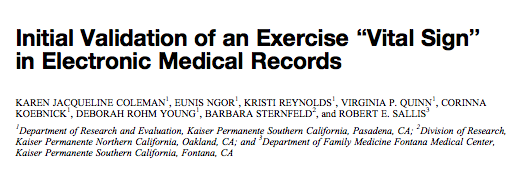 Initial Validation of an Exercise “Vital Sign”
in Electronic Medical Records
KAREN JACQUELINE COLEMAN1, EUNIS NGOR1, KRISTI REYNOLDS1, VIRGINIA P. QUINN1, CORINNA
KOEBNICK1, DEBORAH ROHM YOUNG1, BARBARA STERNFELD2, and ROBERT E. SALLIS3
1Department of Research and Evaluation, Kaiser Permanente Southern California, Pasadena, CA; 2Division of Research,
Kaiser Permanente Northern California, Oakland, CA; and 3Department of Family Medicine Fontana Medical Center,
Kaiser Permanente Southern California, Fontana, CA